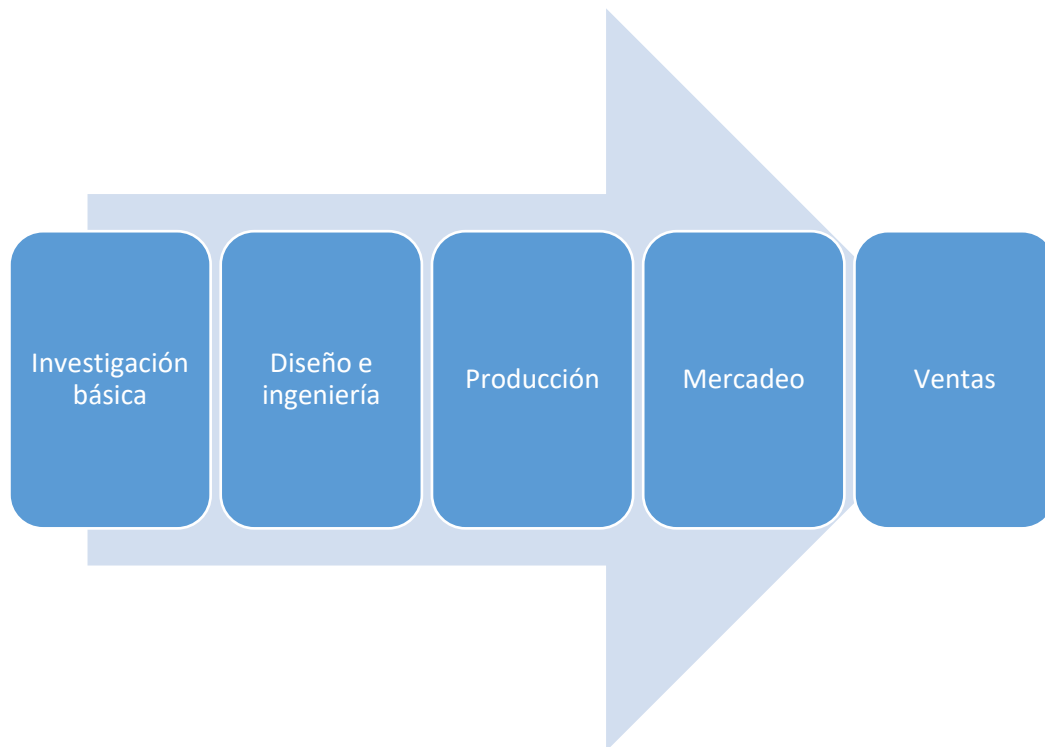 Investigación
básica
Diseño e
ingeniería
Producción
Mercadeo
Ventas